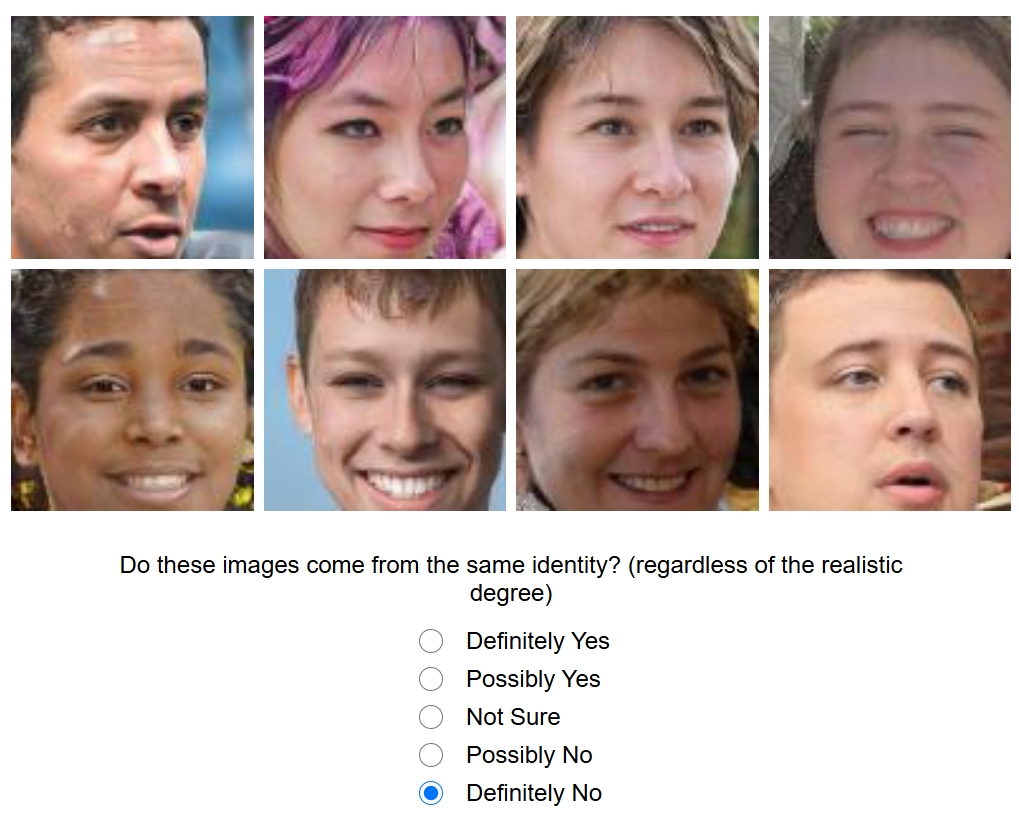 Do these images come from the same identity? (regardless of the realistic
degree)
Definitely Yes
Possibly Yes
Not Sure
Possibly No
Definitely No